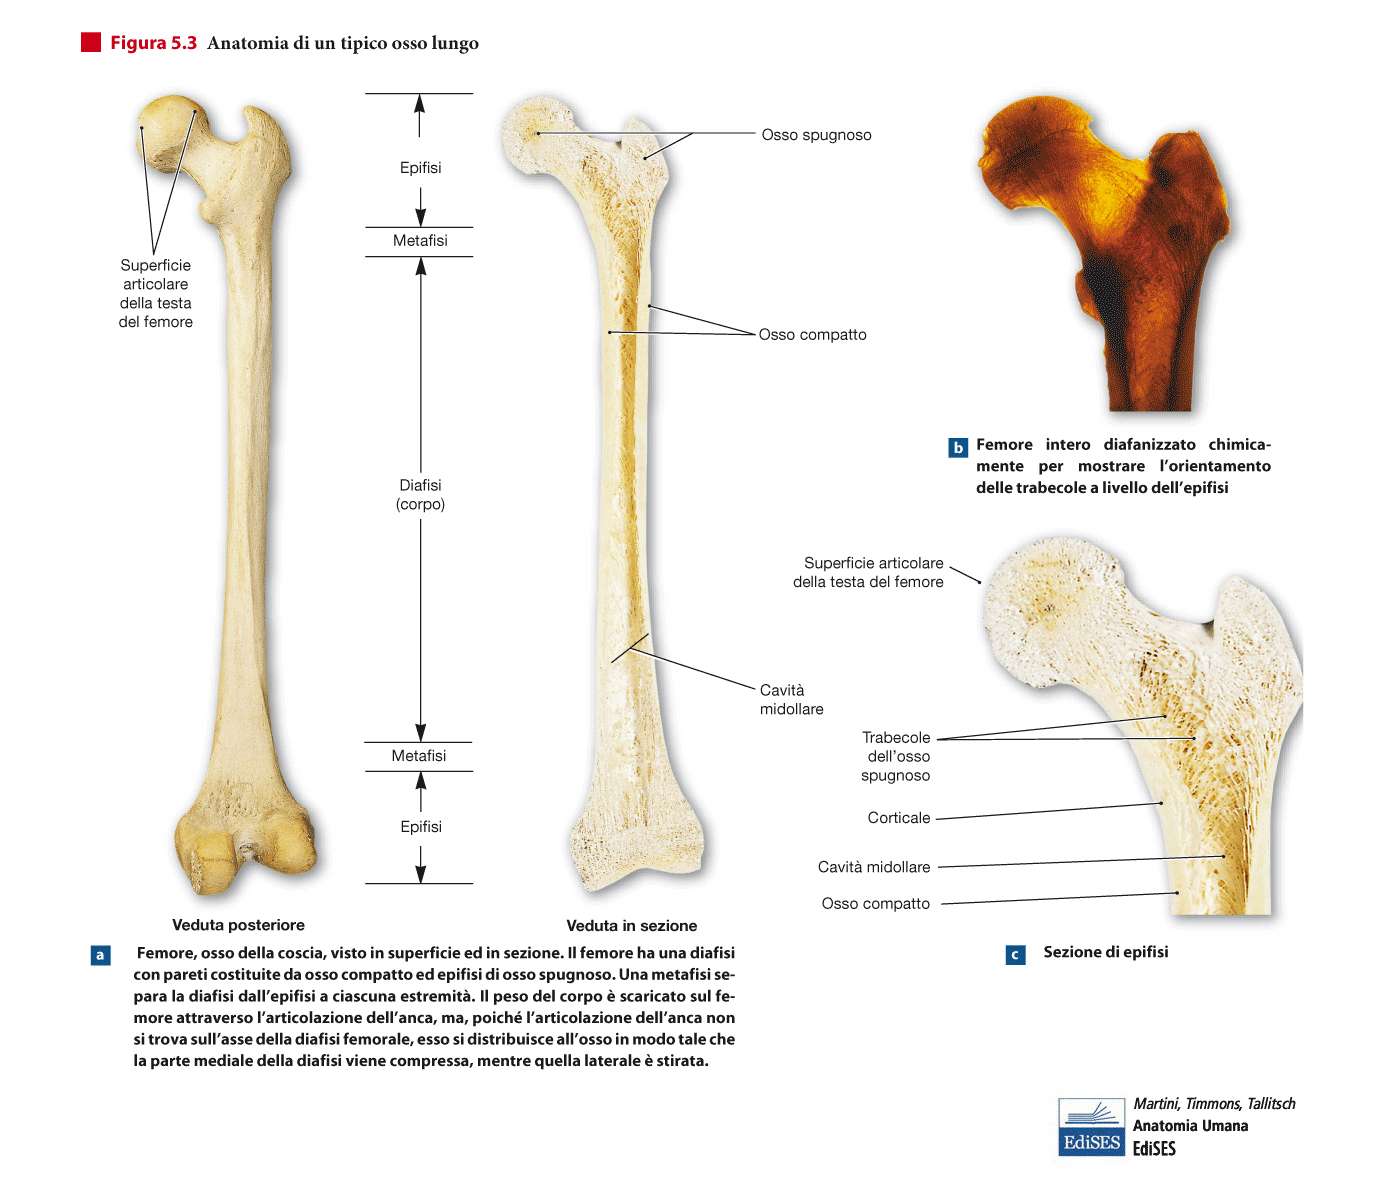 Figura 5.3 Anatomia di un tipico osso lungo
Superficie
articolare
della testa
del femore
Epifisi
Metafisi
Diafisi
(corpo)
Metafisi
Epifisi
Osso spugnoso
Osso compatto
Cavità
midollare
Veduta posteriore
Veduta in sezione
a Femore, osso della coscia, visto in superficie ed in sezione. Il femore ha una diafisi
con pareti costituite da osso compatto ed epifisi di osso spugnoso. Una metafisi se-
para la diafisi dall'epifisi a ciascuna estremità. Il peso del corpo è scaricato sul fe-
more attraverso l'articolazione dell'anca, ma, poiché l'articolazione dell'anca non
si trova sull'asse della diafisi femorale, esso si distribuisce all'osso in modo tale che
la parte mediale della diafisi viene compressa, mentre quella laterale è stirata.
b Femore intero diafanizzato chimica-
mente per mostrare l'orientamento
delle trabecole a livello dell'epifisi
Superficie articolare
della testa del femore
Trabecole
dell'osso
spugnoso
Corticale
Cavità midollare
Osso compatto
c Sezione di epifisi
EdiSES
Martini, Timmons, Tallitsch
Anatomia Umana
EdiSES